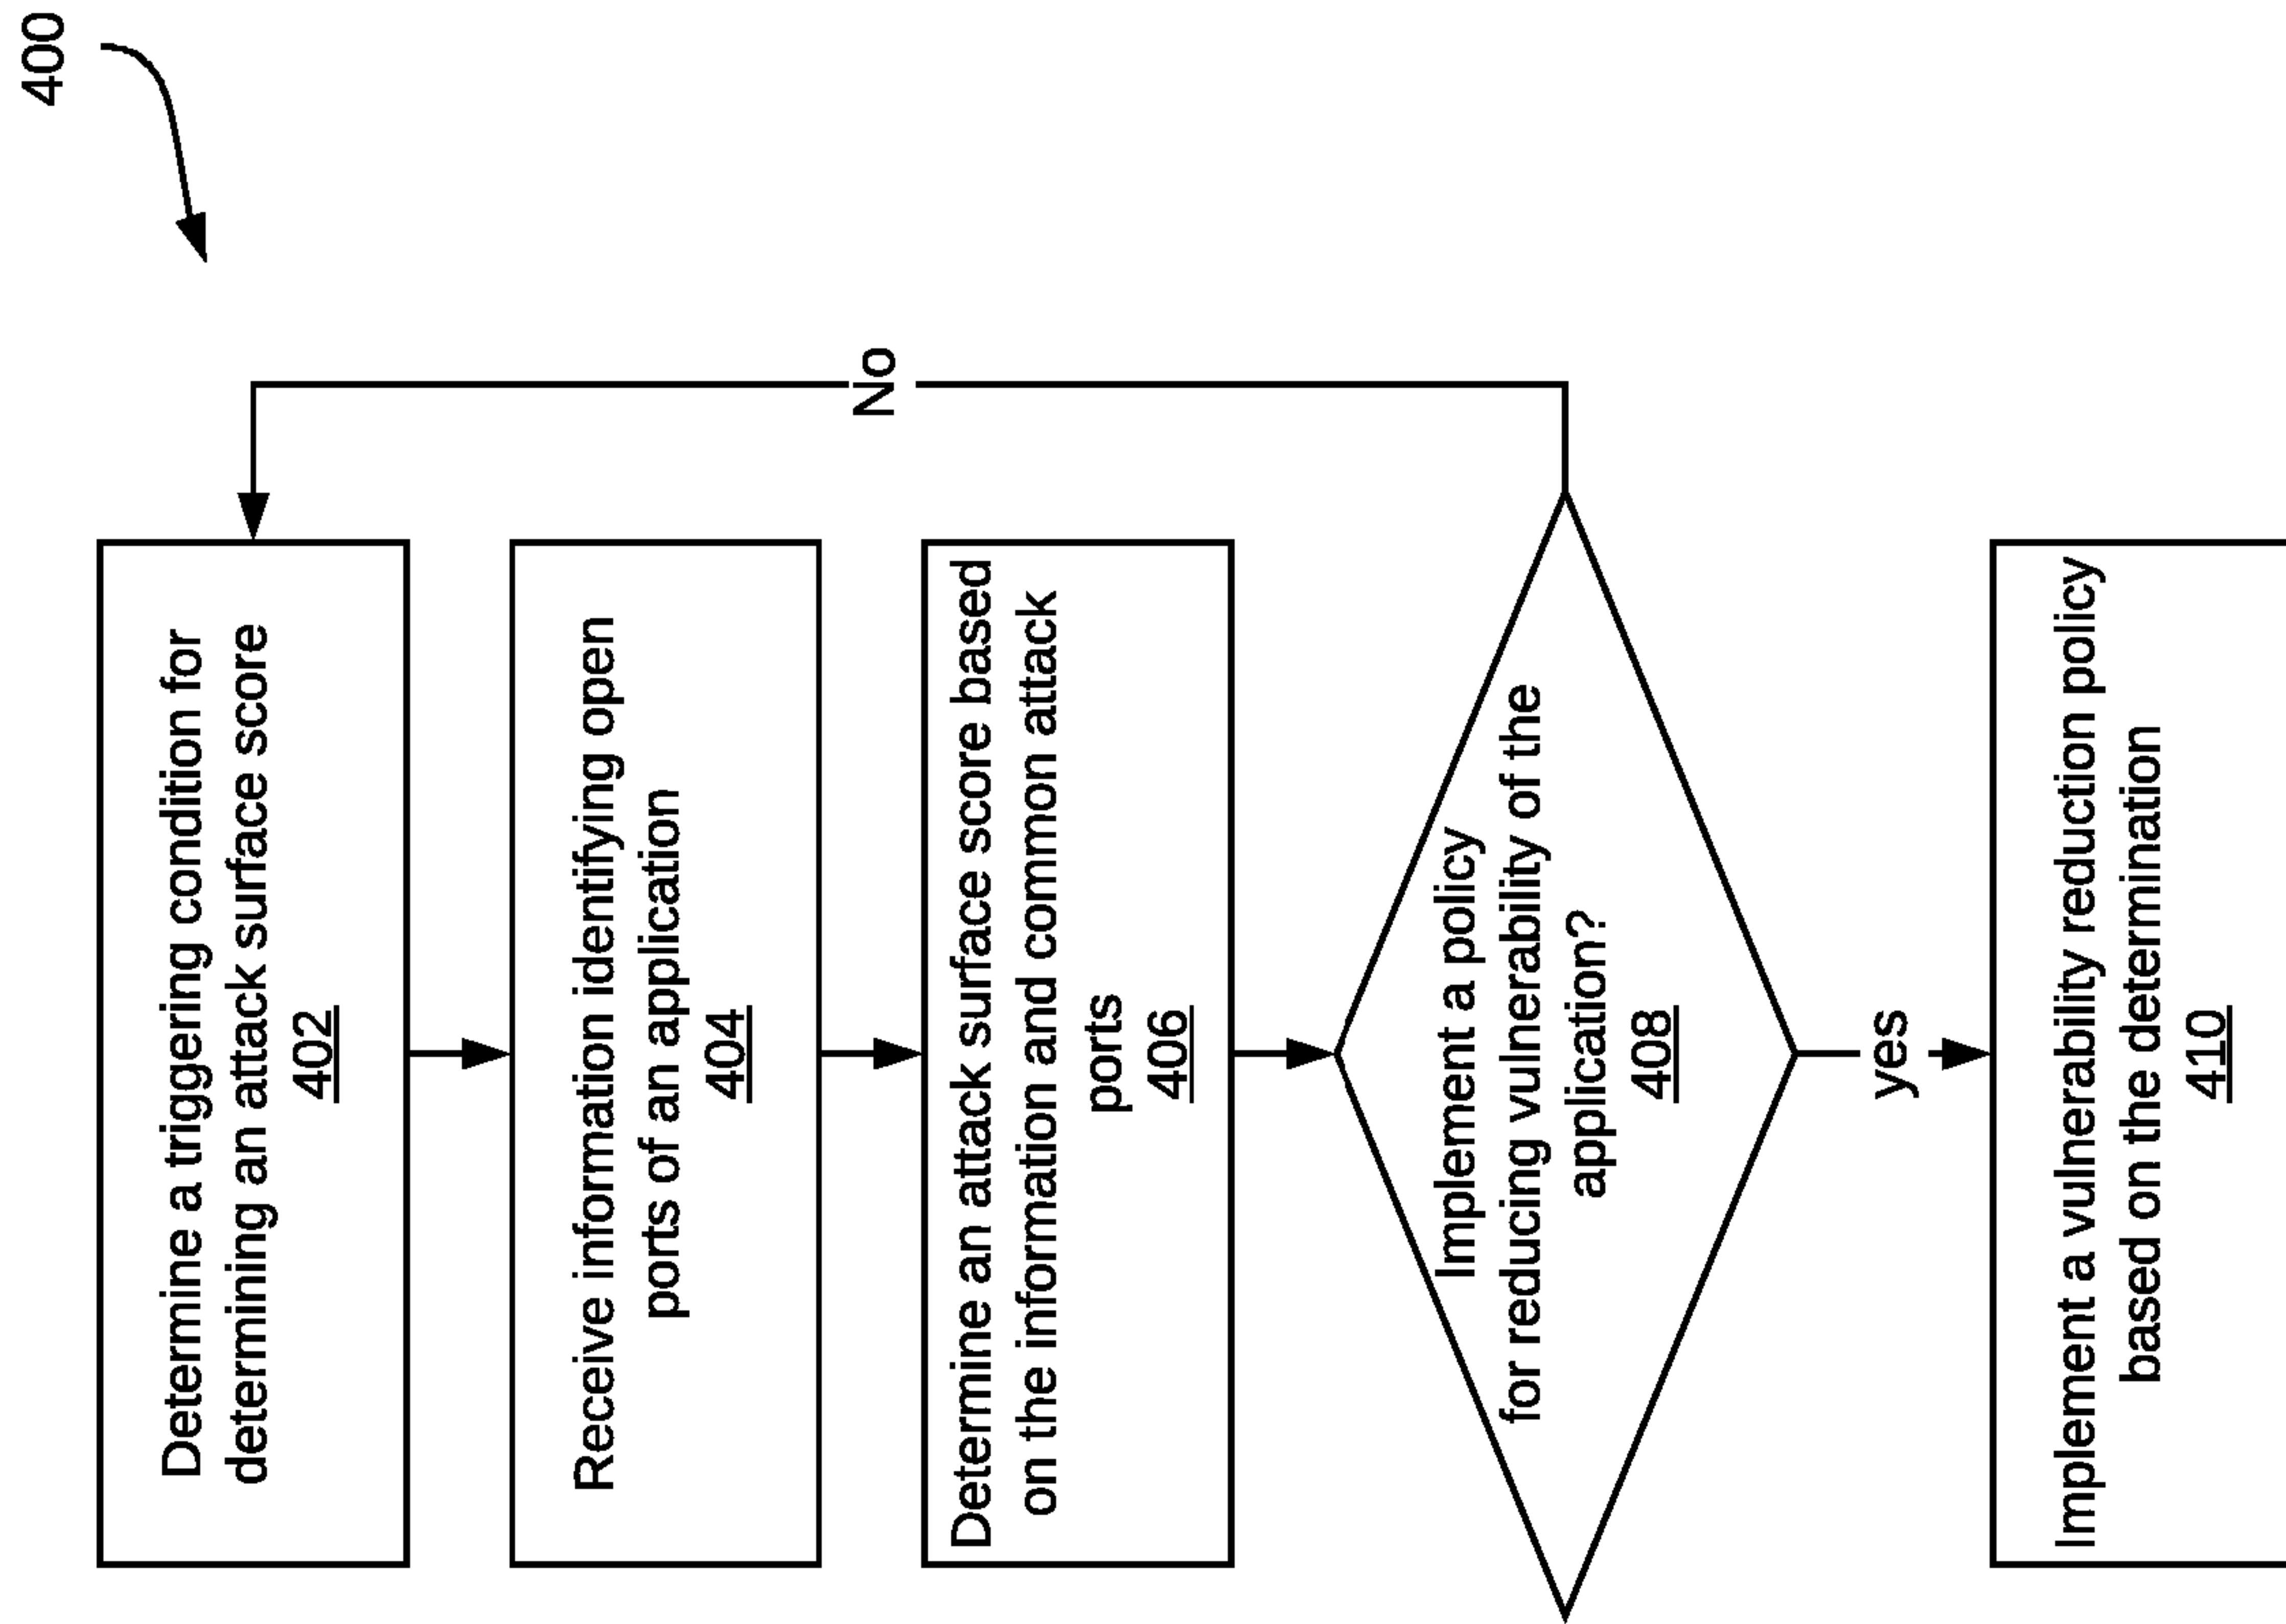 400
Determine a triggering condition for
determining an attack surface score
402
Receive information identifying open
ports of an application
404
Determine an attack surface score based
on the information and common attack
ports
406
Implement a policy
for reducing vulnerability of the
application?
408
No
yes
Implement a vulnerability reduction policy
based on the determination
410